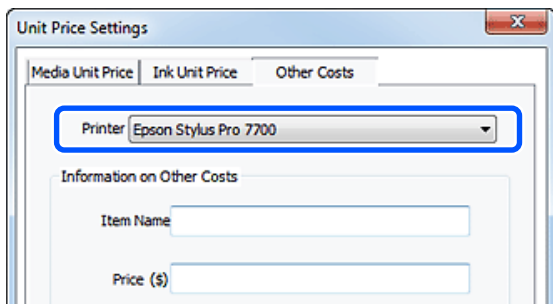 Unit Price Settings
Media Unit Price Ink Unit Price Other Costs
Printer Epson Stylus Pro 7700
Information on Other Costs
Item Name
Price ($)